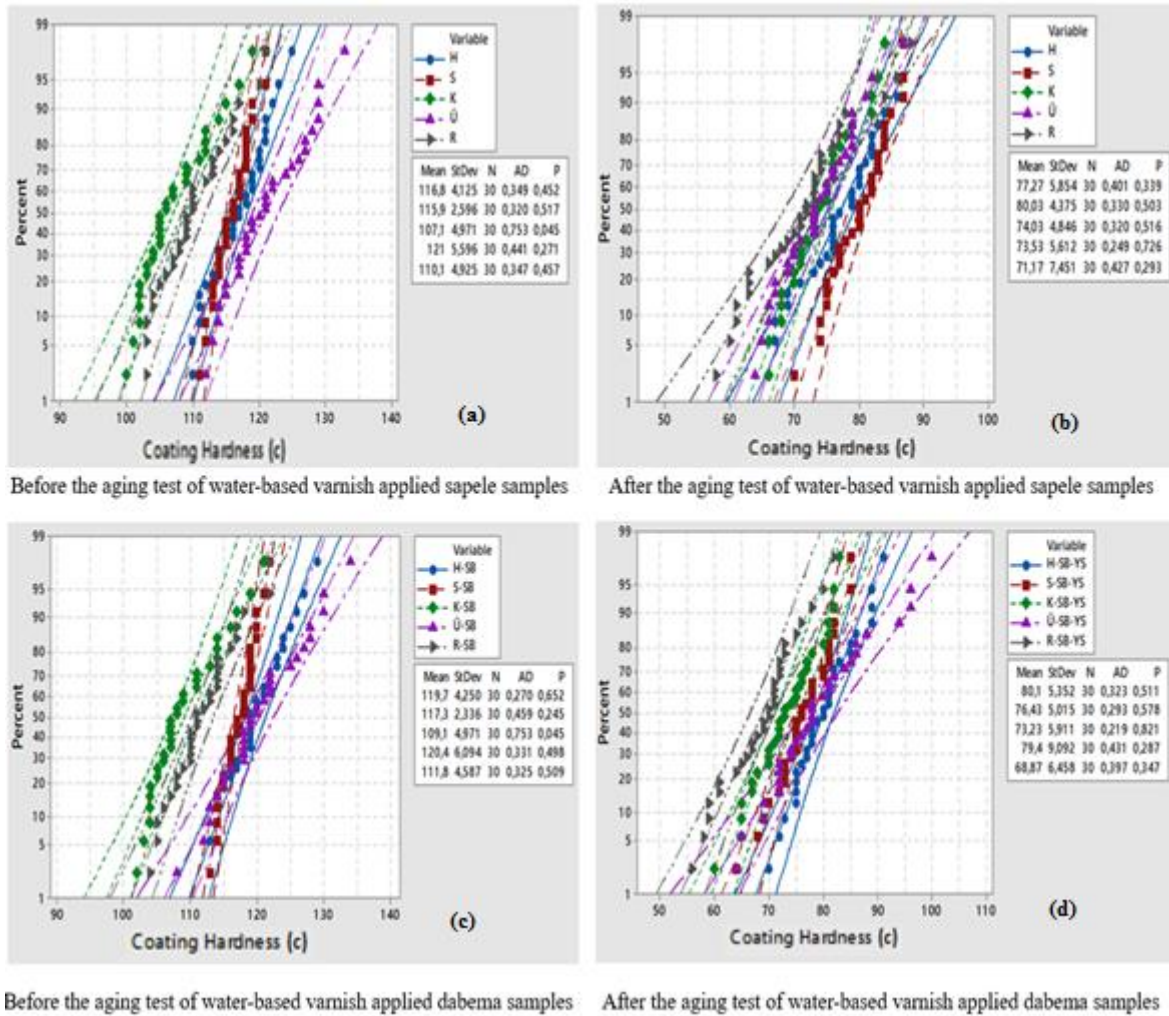 99
95
90
80
70
60
50
40
30
20
10
5
1
Percent
90 100 110 120 130 140
Coating Hardness (c)
(a)
Variable
H
S
K
Ü
R
Mean StDev N AD P
116,8 4,125 30 0,349 0,452
115,9 2,596 30 0,320 0,517
107,1 4,971 30 0,753 0,045
121 5,596 30 0,441 0,271
110,1 4,925 30 0,347 0,457
Before the aging test of water-based varnish applied sapele samples
99
95
90
80
70
60
50
40
30
20
10
5
1
Percent
50 60 70 80 90 100
Coating Hardness (c)
(b)
Variable
H
S
K
Ü
R
Mean StDev N AD P
77,27 5,854 30 0,401 0,339
80,03 4,375 30 0,330 0,503
74,03 4,846 30 0,320 0,516
73,53 5,612 30 0,249 0,726
71,17 7,451 30 0,427 0,293
After the aging test of water-based varnish applied sapele samples
99
95
90
80
70
60
50
40
30
20
10
5
1
Percent
90 100 110 120 130 140
Coating Hardness (c)
(c)
Variable
H-SB
S-SB
K-SB
Ü-SB
R-SB
Mean StDev N AD P
119,7 4,250 30 0,270 0,652
117,3 2,336 30 0,459 0,245
109,1 4,971 30 0,753 0,045
120,4 6,094 30 0,331 0,498
111,8 4,587 30 0,325 0,509
Before the aging test of water-based varnish applied dabema samples
99
95
90
80
70
60
50
40
30
20
10
5
1
Percent
50 60 70 80 90 100 110
Coating Hardness (c)
(d)
Variable
H-SB-YS
S-SB-YS
K-SB-YS
Ü-SB-YS
R-SB-YS
Mean StDev N AD P
80,1 5,352 30 0,323 0,511
76,43 5,015 30 0,293 0,578
73,23 5,911 30 0,219 0,821
79,4 9,092 30 0,431 0,287
68,87 6,458 30 0,397 0,347
After the aging test of water-based varnish applied dabema samples